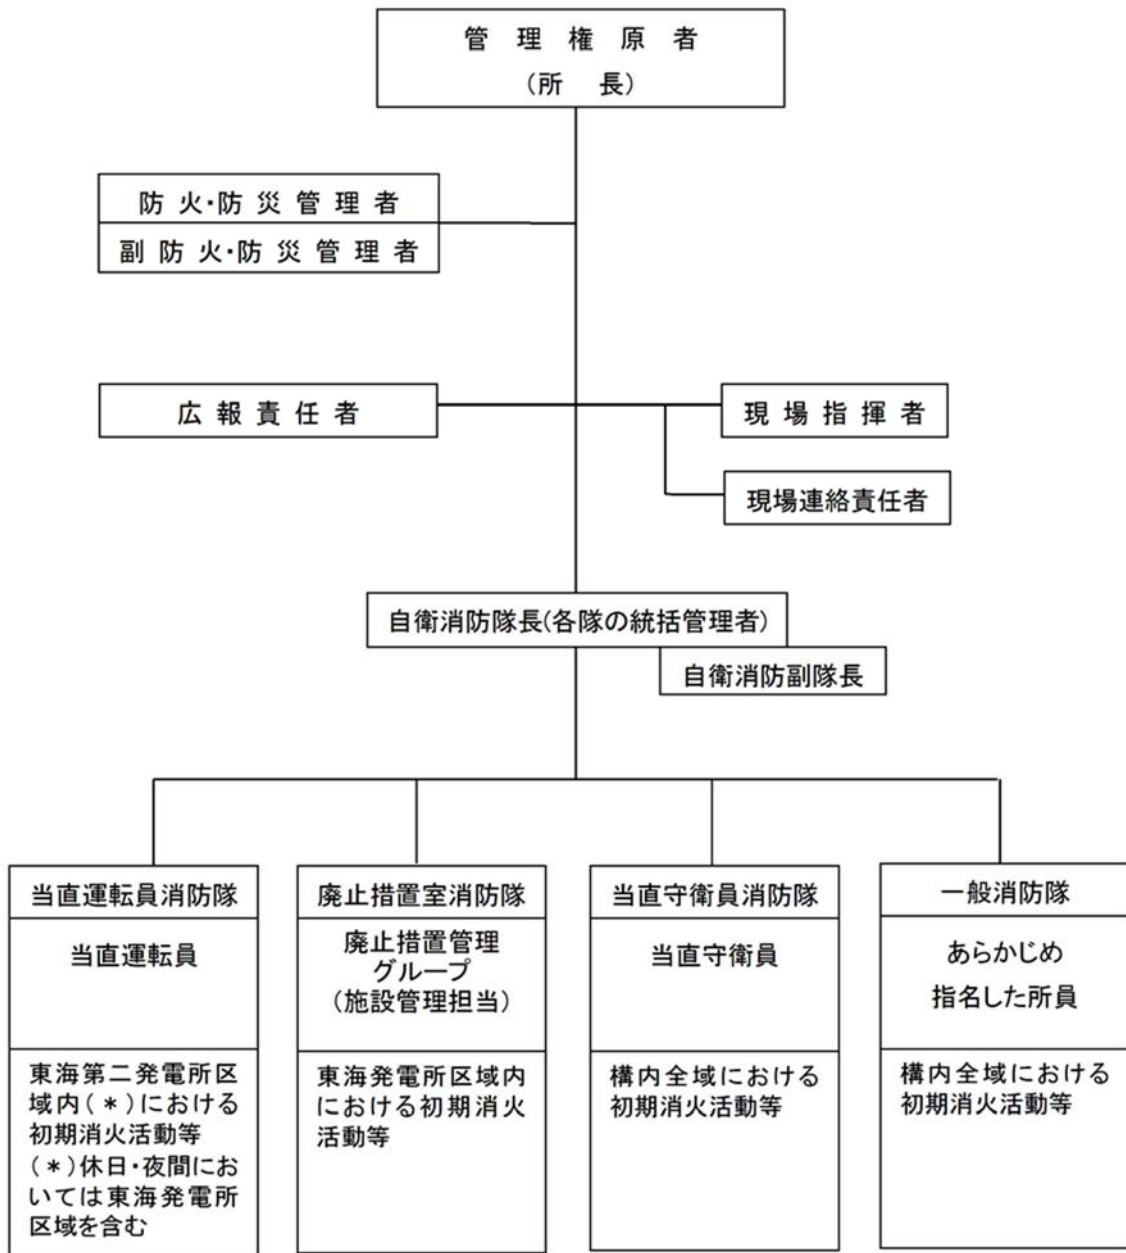 管理権原者
(所 長)
防火・防災管理者
副防火・防災管理者
広報責任者
現場指揮者
現場連絡責任者
自衛消防隊長(各隊の統括管理者)
自衛消防副隊長
当直運転員消防隊
当直運転員
東海第二発電所区
域内(*)における
初期消火活動等
(*)休日・夜間にお
いては東海発電所
区域を含む
廃止措置室消防隊
廃止措置管理
グループ
(施設管理担当)
東海発電所区域内
における初期消火
活動等
当直守衛員消防隊
当直守衛員
構内全域における
初期消火活動等
一般消防隊
あらかじめ
指名した所員
構内全域における
初期消火活動等